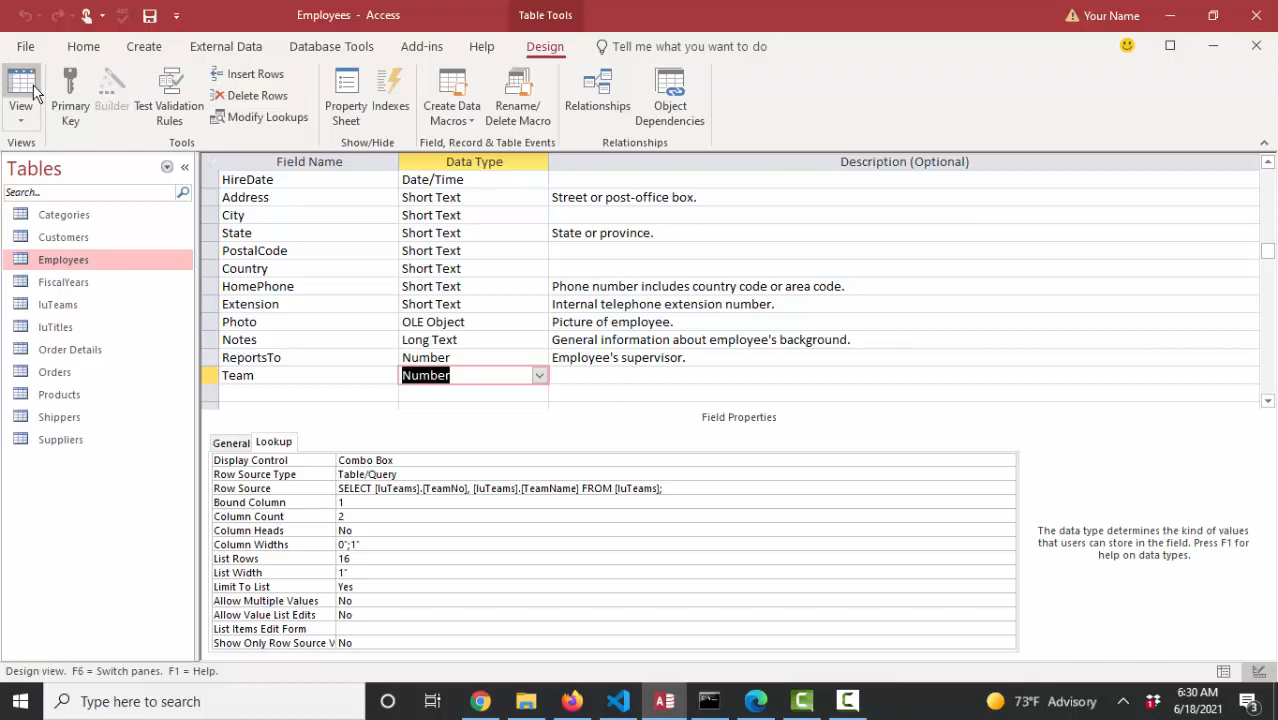 Employees - Access
Table Tools
Your Name
File Home Create External Data Database Tools Add-ins Help Design Tell me what you want to do
View
Primary Key
Builder
Test Validation Rules
Insert Rows
Delete Rows
Modify Lookups
Property Sheet
Indexes
Create Data Macros
Rename/ Delete Macro
Relationships
Object Dependencies
Views Tools Show/Hide Field, Record & Table Events Relationships
Tables
Search...
Categories
Customers
Employees
FiscalYears
luTeams
luTitles
Order Details
Orders
Products
Shippers
Suppliers
Field Name Data Type Description (Optional)
HireDate Date/Time
Address Short Text Street or post-office box.
City Short Text
State Short Text State or province.
PostalCode Short Text
Country Short Text
HomePhone Short Text Phone number includes country code or area code.
Extension Short Text Internal telephone extension number.
Photo OLE Object Picture of employee.
Notes Long Text General information about employee's background.
ReportsTo Number Employee's supervisor.
Team Number
Field Properties
General Lookup
Display Control Combo Box
Row Source Type Table/Query
Row Source SELECT [luTeams].[TeamNo], [luTeams].[TeamName] FROM [luTeams];
Bound Column 1
Column Count 2
Column Heads No
Column Widths 0";1"
List Rows 16
List Width 1"
Limit To List Yes
Allow Multiple Values No
Allow Value List Edits No
List Items Edit Form
Show Only Row Source V No
The data type determines the kind of values
that users can store in the field. Press F1 for
help on data types.
Design view. F6 = Switch panes. F1 = Help.
Type here to search
73°F Advisory
6:30 AM
6/18/2021
3